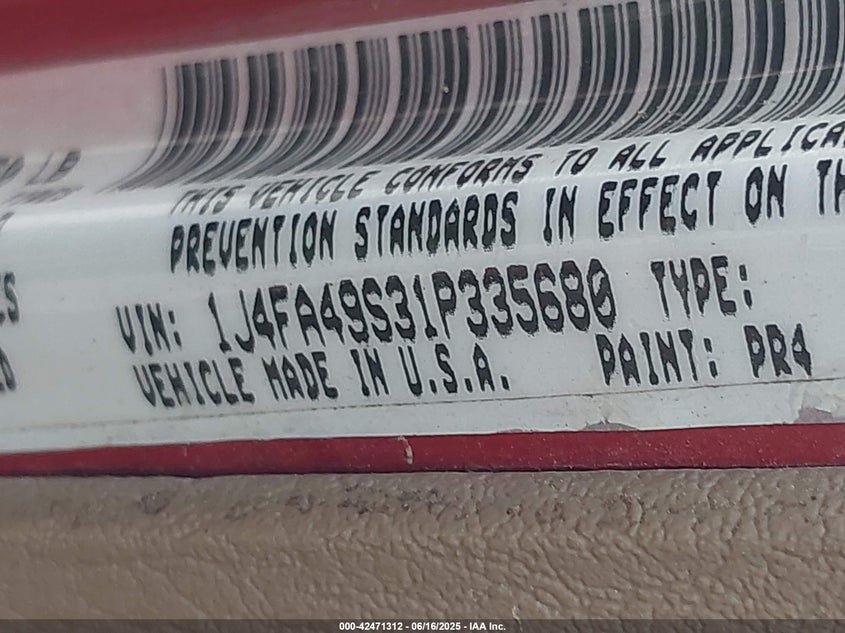 LB
THIS VEHICLE CONFORMS TO ALL APPLICA
PREVENTION STANDARDS IN EFFECT ON TH
VIN: 1J4FA49S31P335680 TYPE:
VEHICLE MADE IN U.S.A. PAINT: PR4
000-42471312 - 06/16/2025 - IAA Inc.